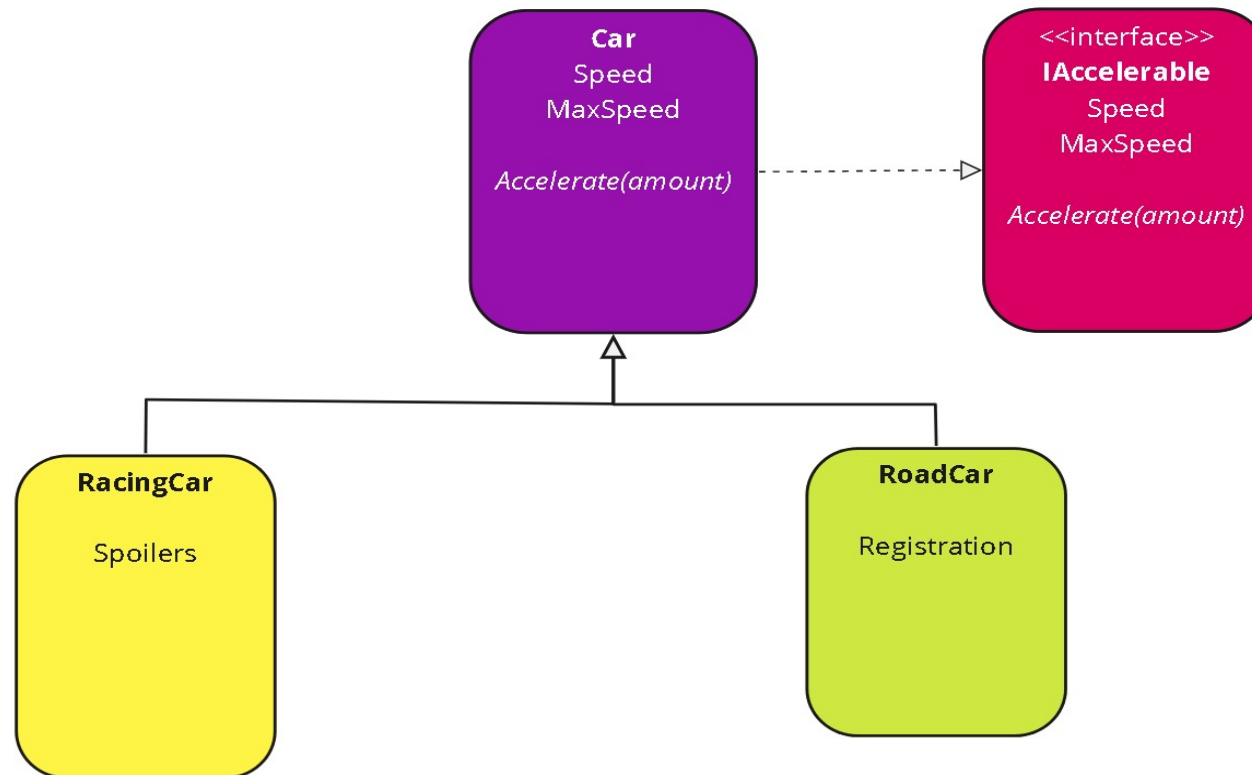 Car
Speed
MaxSpeed
Accelerate(amount)
<<interface>>
IAccelerable
Speed
MaxSpeed
Accelerate(amount)
RacingCar
Spoilers
RoadCar
Registration